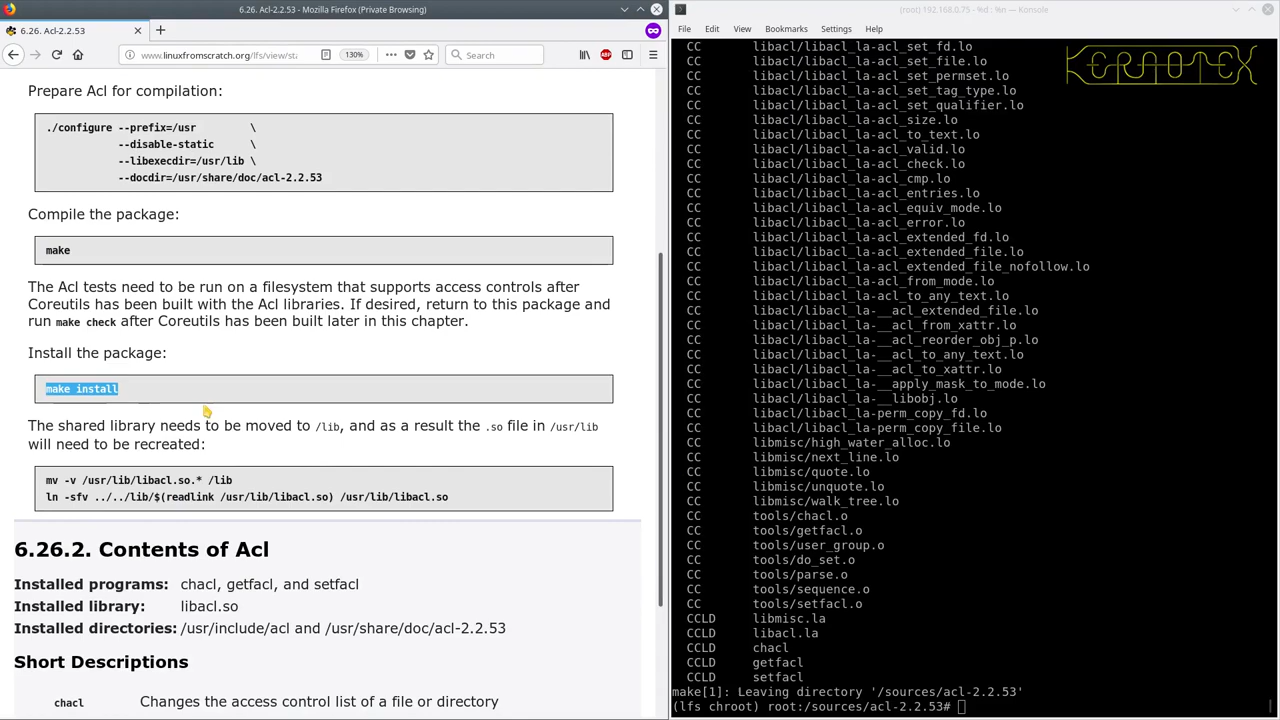 6.26. Acl-2.2.53 - Mozilla Firefox (Private Browsing)
6.26. Acl-2.2.53
www.linuxfromscratch.org/lfs/view/sta
130%
Search
Prepare Acl for compilation:
./configure --prefix=/usr         \
            --disable-static      \
            --libexecdir=/usr/lib \
            --docdir=/usr/share/doc/acl-2.2.53
Compile the package:
make
The Acl tests need to be run on a filesystem that supports access controls after
Coreutils has been built with the Acl libraries. If desired, return to this package and
run make check after Coreutils has been built later in this chapter.
Install the package:
make install
The shared library needs to be moved to /lib, and as a result the .so file in /usr/lib
will need to be recreated:
mv -v /usr/lib/libacl.so.* /lib
ln -sfv ../../lib/$(readlink /usr/lib/libacl.so) /usr/lib/libacl.so
6.26.2. Contents of Acl
Installed programs: chacl, getfacl, and setfacl
Installed library: libacl.so
Installed directories: /usr/include/acl and /usr/share/doc/acl-2.2.53
Short Descriptions
chacl Changes the access control list of a file or directory
(root) 192.168.0.75 - %d : %n — Konsole
File Edit View Bookmarks Settings Help
KERAOTEX
CC libacl/libacl_la-acl_set_fd.lo
CC libacl/libacl_la-acl_set_file.lo
CC libacl/libacl_la-acl_set_permset.lo
CC libacl/libacl_la-acl_set_tag_type.lo
CC libacl/libacl_la-acl_set_qualifier.lo
CC libacl/libacl_la-acl_size.lo
CC libacl/libacl_la-acl_to_text.lo
CC libacl/libacl_la-acl_valid.lo
CC libacl/libacl_la-acl_check.lo
CC libacl/libacl_la-acl_cmp.lo
CC libacl/libacl_la-acl_entries.lo
CC libacl/libacl_la-acl_equiv_mode.lo
CC libacl/libacl_la-acl_error.lo
CC libacl/libacl_la-acl_extended_fd.lo
CC libacl/libacl_la-acl_extended_file.lo
CC libacl/libacl_la-acl_extended_file_nofollow.lo
CC libacl/libacl_la-acl_from_mode.lo
CC libacl/libacl_la-acl_to_any_text.lo
CC libacl/libacl_la-__acl_extended_file.lo
CC libacl/libacl_la-__acl_from_xattr.lo
CC libacl/libacl_la-__acl_reorder_obj_p.lo
CC libacl/libacl_la-__acl_to_any_text.lo
CC libacl/libacl_la-__acl_to_xattr.lo
CC libacl/libacl_la-__apply_mask_to_mode.lo
CC libacl/libacl_la-__libobj.lo
CC libacl/libacl_la-perm_copy_fd.lo
CC libacl/libacl_la-perm_copy_file.lo
CC libmisc/high_water_alloc.lo
CC libmisc/next_line.lo
CC libmisc/quote.lo
CC libmisc/unquote.lo
CC libmisc/walk_tree.lo
CC tools/chacl.o
CC tools/getfacl.o
CC tools/user_group.o
CC tools/do_set.o
CC tools/parse.o
CC tools/sequence.o
CC tools/setfacl.o
CCLD libmisc.la
CCLD libacl.la
CCLD chacl
CCLD getfacl
CCLD setfacl
make[1]: Leaving directory '/sources/acl-2.2.53'
(lfs chroot) root:/sources/acl-2.2.53#